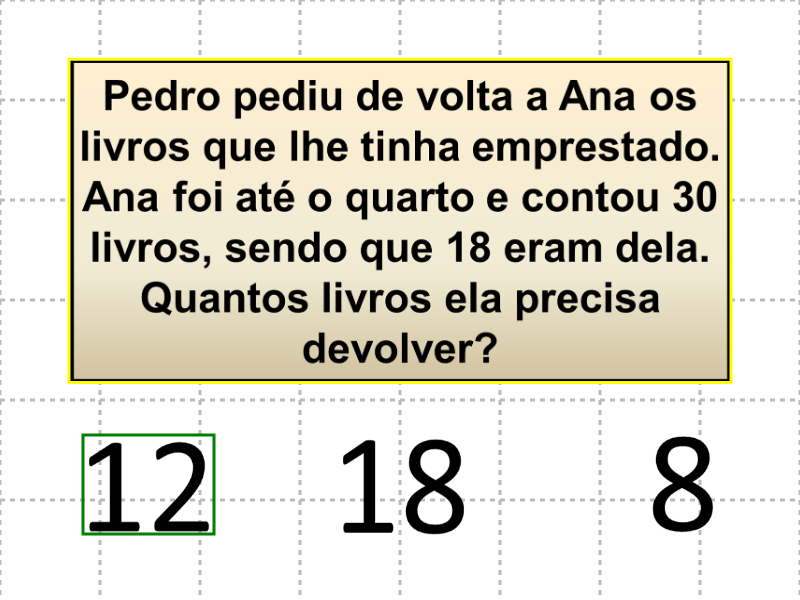 Pedro pediu de volta a Ana os
livros que lhe tinha emprestado.
Ana foi até o quarto e contou 30
livros, sendo que 18 eram dela.
Quantos livros ela precisa
devolver?
12 18 8